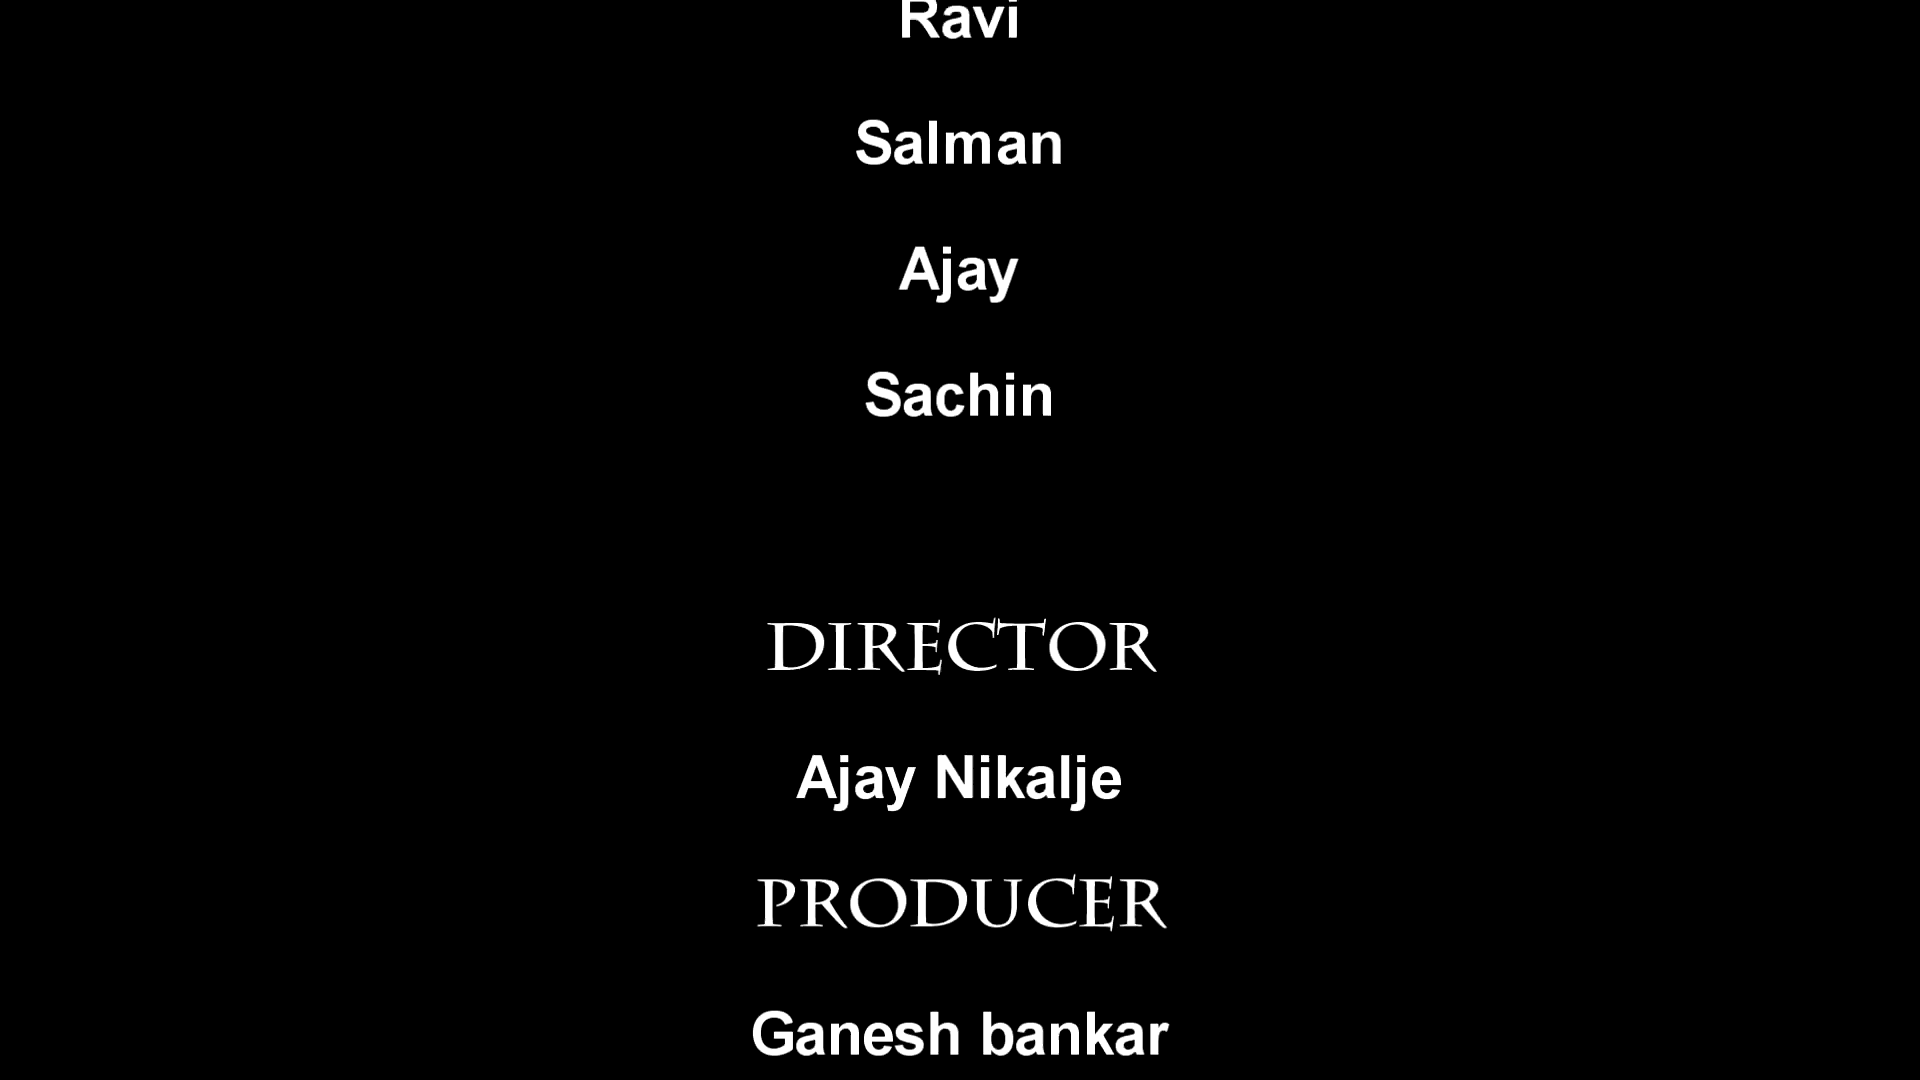 Ravi
Salman
Ajay
Sachin
DIRECTOR
Ajay Nikalje
PRODUCER
Ganesh bankar